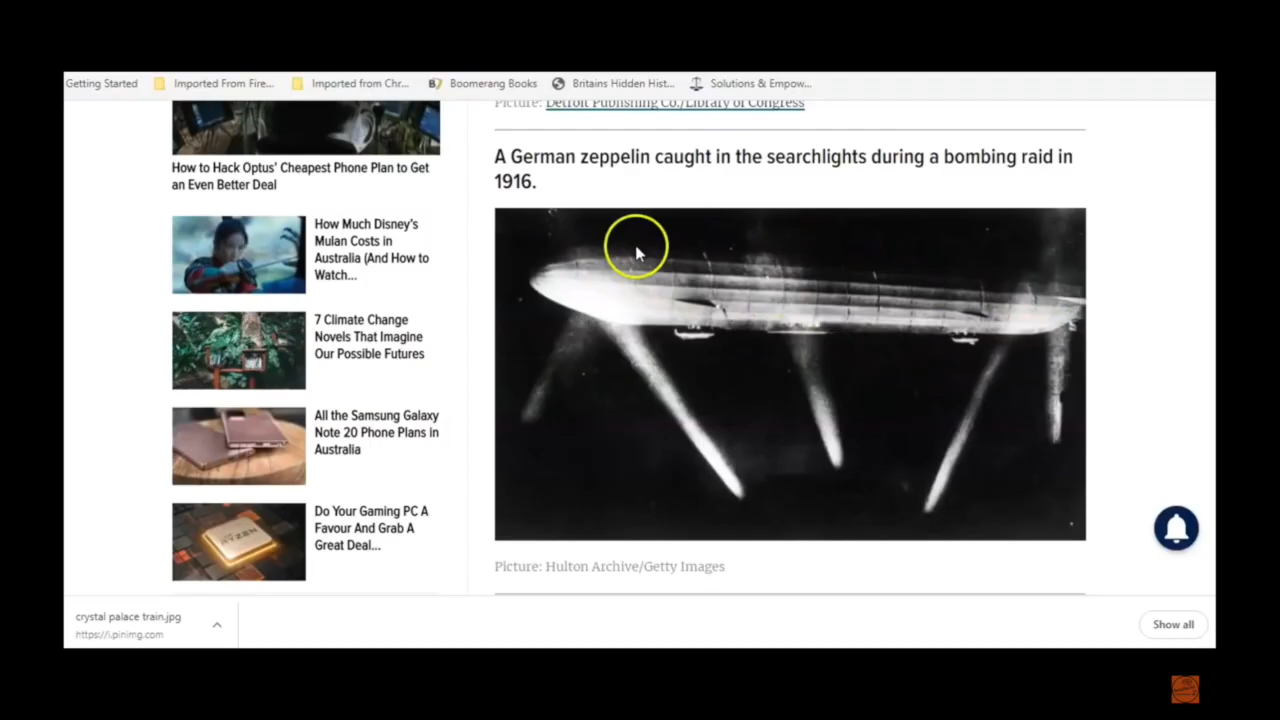 Getting Started
Imported From Fire...
Imported from Chr...
Boomerang Books
Britains Hidden Hist...
Solutions & Empow...
Picture: Detroit Publishing Co./Library of Congress
How to Hack Optus' Cheapest Phone Plan to Get
an Even Better Deal
How Much Disney's
Mulan Costs in
Australia (And How to
Watch...
7 Climate Change
Novels That Imagine
Our Possible Futures
All the Samsung Galaxy
Note 20 Phone Plans in
Australia
Do Your Gaming PC A
Favour And Grab A
Great Deal...
RYZEN
A German zeppelin caught in the searchlights during a bombing raid in
1916.
Picture: Hulton Archive/Getty Images
crystal palace train.jpg
https://i.pinimg.com
Show all